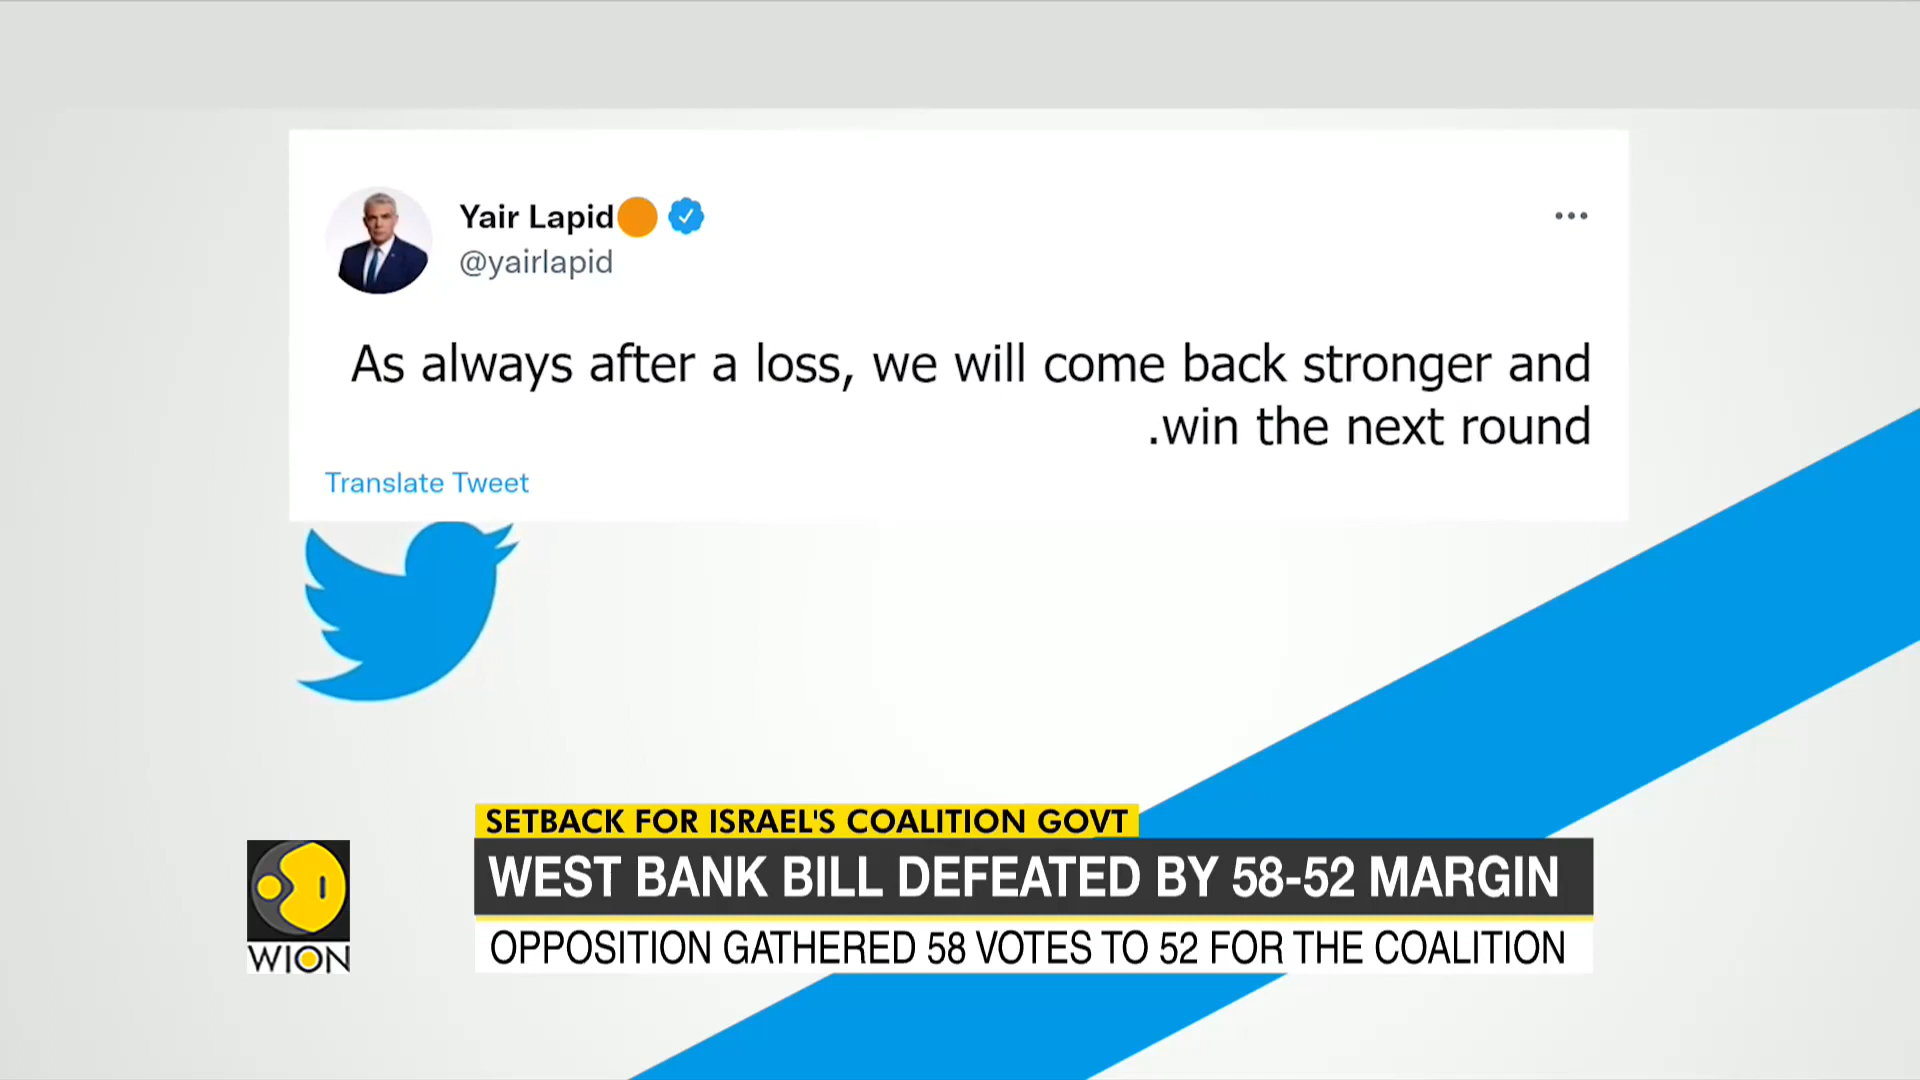 Yair Lapid
@yairlapid
As always after a loss, we will come back stronger and
.win the next round
Translate Tweet
SETBACK FOR ISRAEL'S COALITION GOVT
WEST BANK BILL DEFEATED BY 58-52 MARGIN
OPPOSITION GATHERED 58 VOTES TO 52 FOR THE COALITION
WION